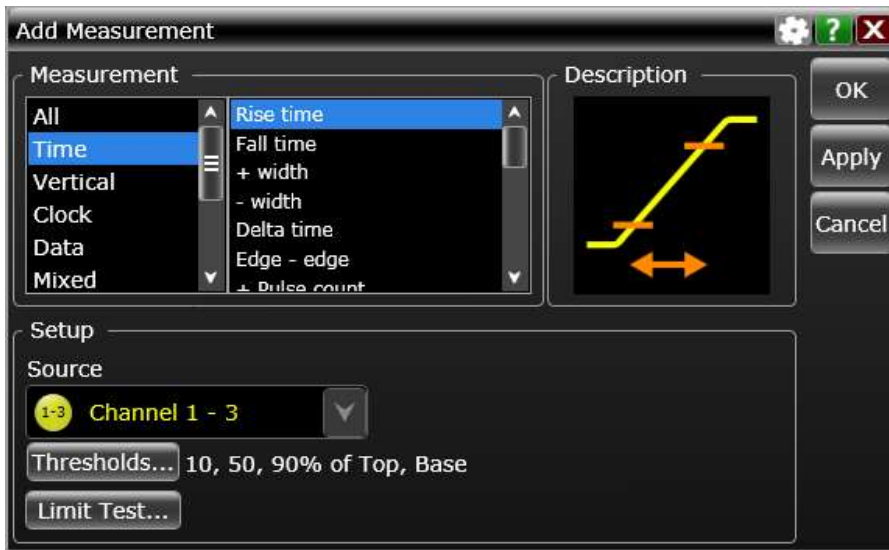 Add Measurement
?
X
Measurement
All
Time
Vertical
Clock
Data
Mixed
Rise time
Fall time
+ width
- width
Delta time
Edge - edge
+ Pulse count
Description
OK
Apply
Cancel
Setup
Source
1-3 Channel 1 - 3
Thresholds... 10, 50, 90% of Top, Base
Limit Test...